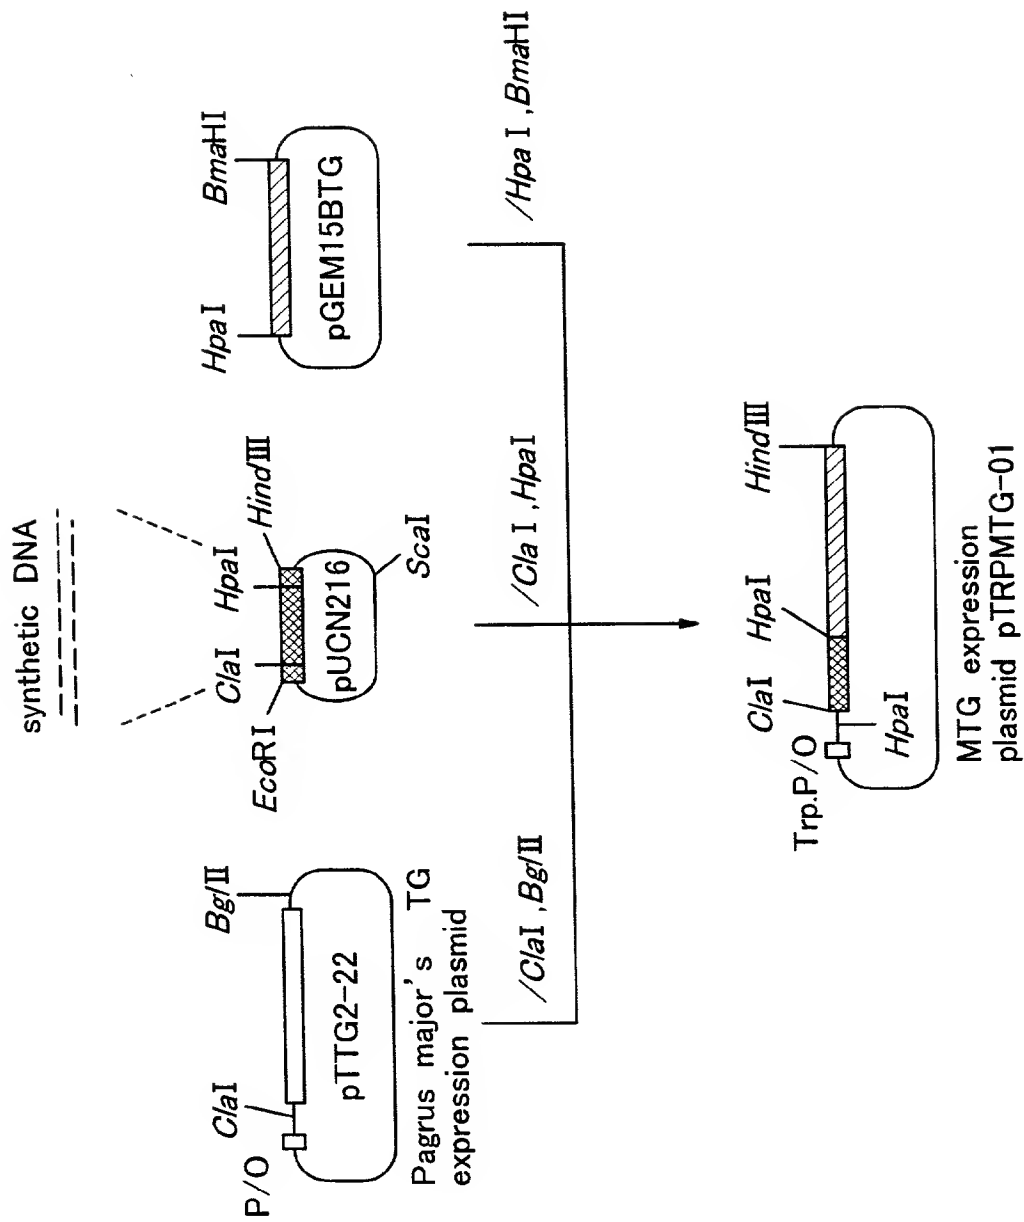 synthetic DNA
P/O
ClaI
BglII
pTTG2-22
Pagrus major's TG
expression plasmid
EcoRI
ClaI
HpaI
HindIII
pUCN216
ScaI
HpaI
BmaHI
pGEM15BTG
/ClaI ,BglII
/ClaI ,HpaI
/HpaI ,BmaHI
Trp.P/O
ClaI
HpaI
HindIII
HpaI
MTG expression
plasmid pTRPMTG-01